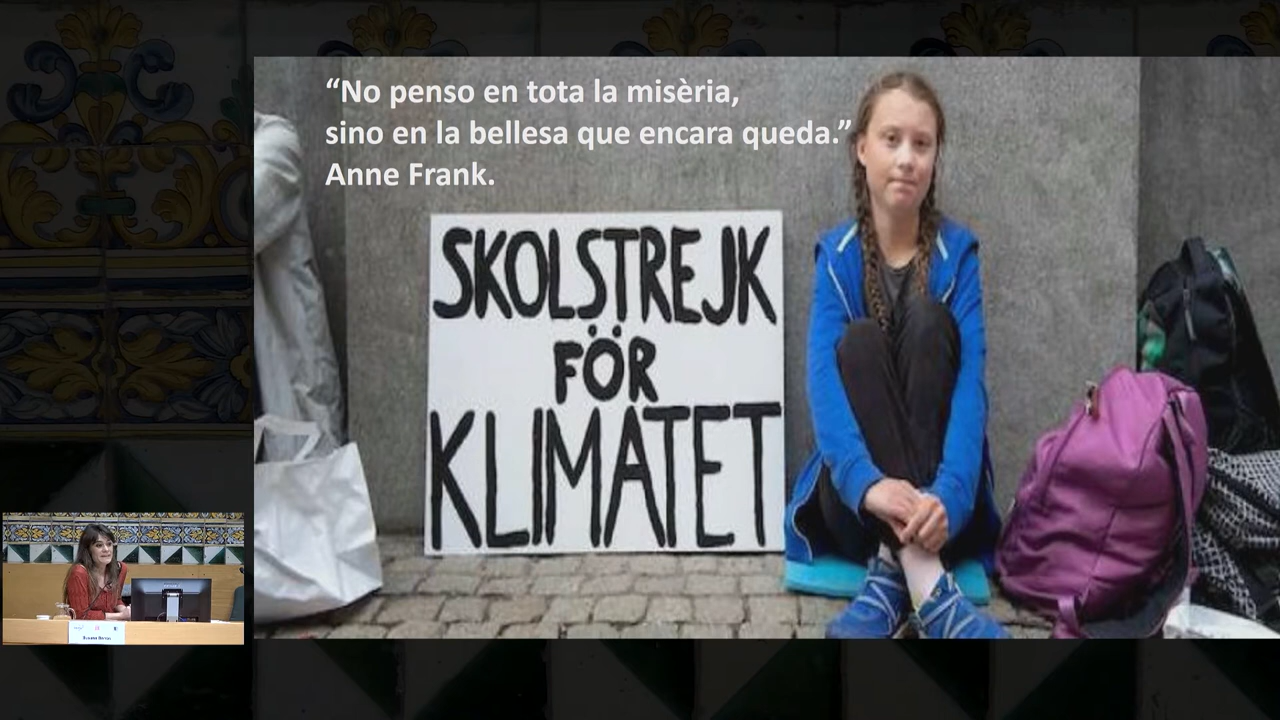 “No penso en tota la misèria,
sino en la bellesa que encara queda.”
Anne Frank.
SKOLSTREJK
FÖR
KLIMATET